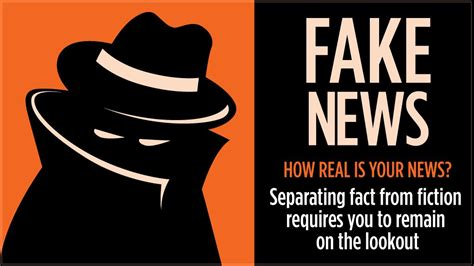 FAKE
NEWS
HOW REAL IS YOUR NEWS?
Separating fact from fiction
requires you to remain
on the lookout